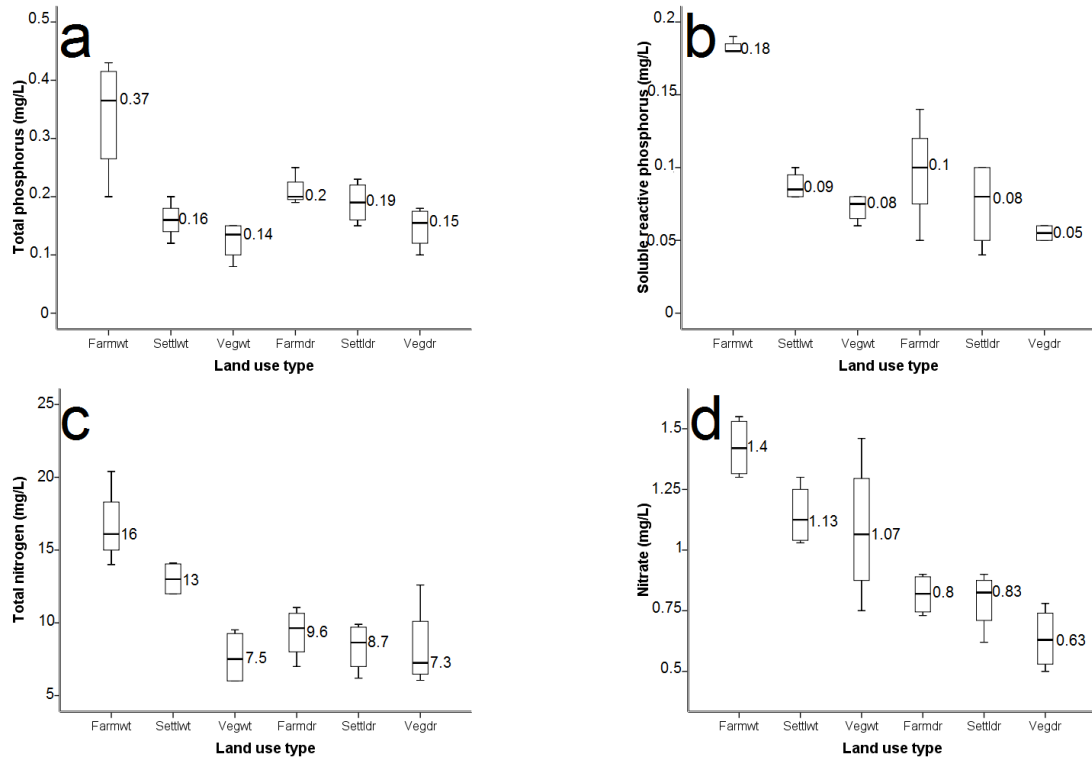 a
Total phosphorus (mg/L)
0.5
0.4
0.3
0.2
0.1
0
0.37
0.16
0.14
0.2
0.19
0.15
Farmwt Settlwt Vegwt Farmdr Settldr Vegdr
Land use type
b
Soluble reactive phosphorus (mg/L)
0.2
0.15
0.1
0.05
0
0.18
0.09
0.08
0.1
0.08
0.05
Farmwt Settlwt Vegwt Farmdr Settldr Vegdr
Land use type
c
Total nitrogen (mg/L)
25
20
15
10
5
16
13
7.5
9.6
8.7
7.3
Farmwt Settlwt Vegwt Farmdr Settldr Vegdr
Land use type
d
Nitrate (mg/L)
1.5
1.25
1
0.75
0.5
1.4
1.13
1.07
0.8
0.83
0.63
Farmwt Settlwt Vegwt Farmdr Settldr Vegdr
Land use type